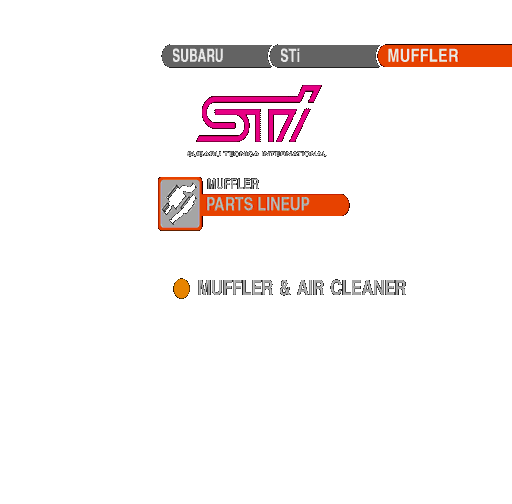 SUBARU STi MUFFLER
STi
SUBARU TECNICA INTERNATIONAL
MUFFLER
PARTS LINEUP
MUFFLER & AIR CLEANER